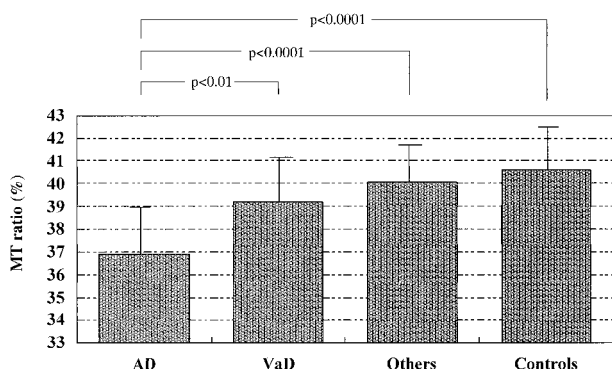 p<0.0001
p<0.0001
p<0.01
MT ratio (%)
43
42
41
40
39
38
37
36
35
34
33
AD VaD Others Controls